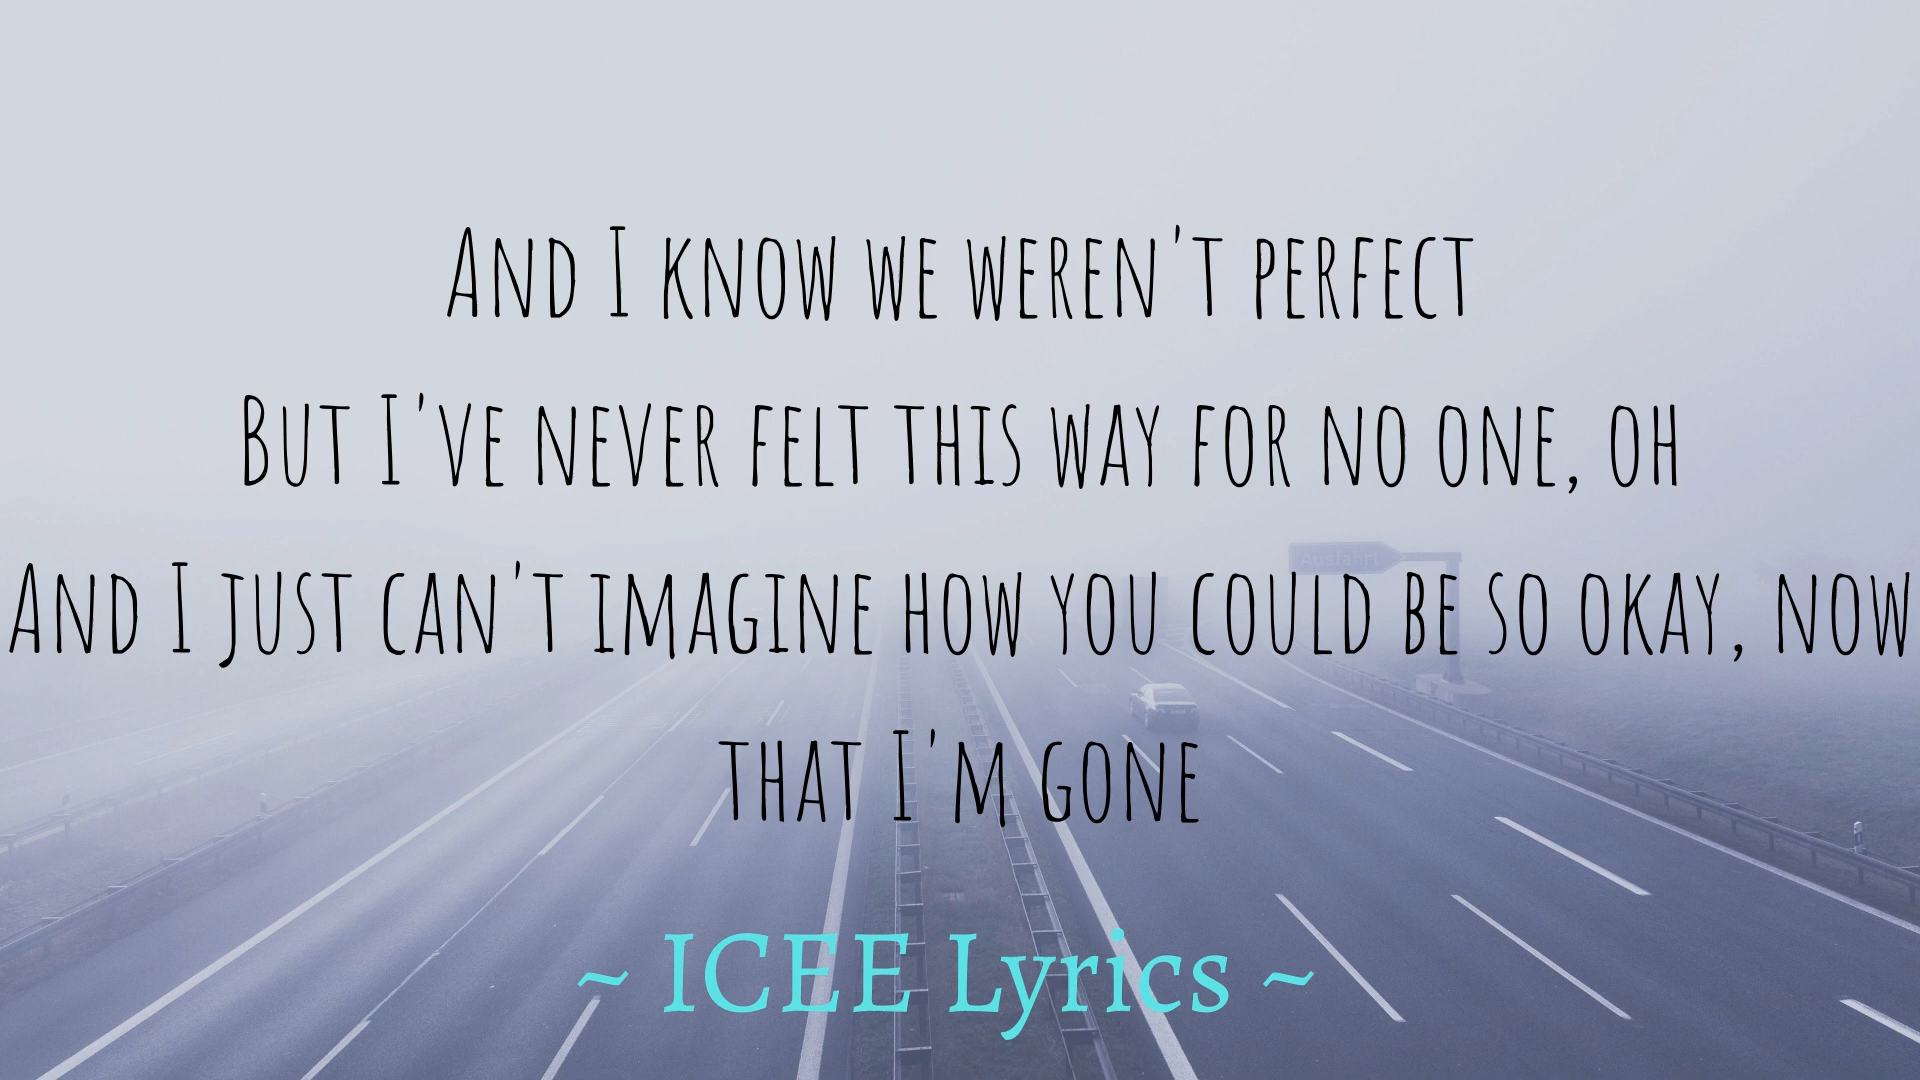 And I know we weren't perfect
But I've never felt this way for no one, oh
Ausfahrt
And I just can't imagine how you could be so okay, now
that I'm gone
~ ICEE Lyrics ~